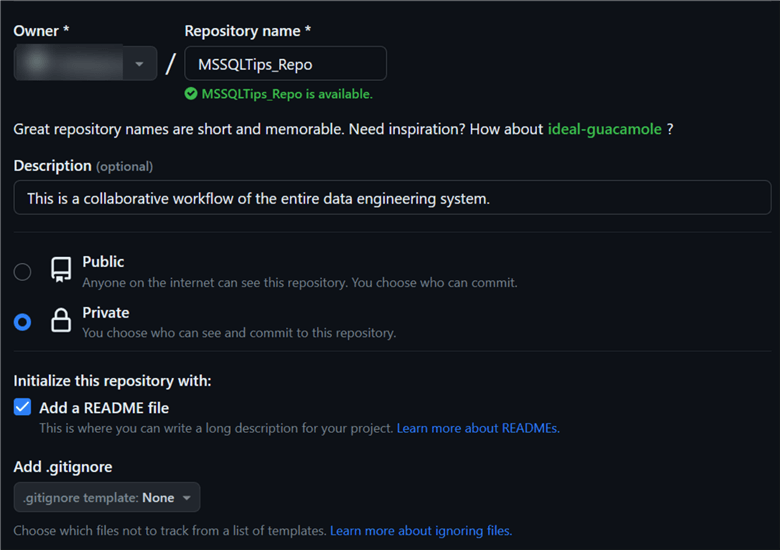 Owner * Repository name *
/ MSSQLTips_Repo
MSSQLTips_Repo is available.
Great repository names are short and memorable. Need inspiration? How about ideal-guacamole ?
Description (optional)
This is a collaborative workflow of the entire data engineering system.
Public
Anyone on the internet can see this repository. You choose who can commit.
Private
You choose who can see and commit to this repository.
Initialize this repository with:
Add a README file
This is where you can write a long description for your project. Learn more about READMEs.
Add .gitignore
.gitignore template: None
Choose which files not to track from a list of templates. Learn more about ignoring files.